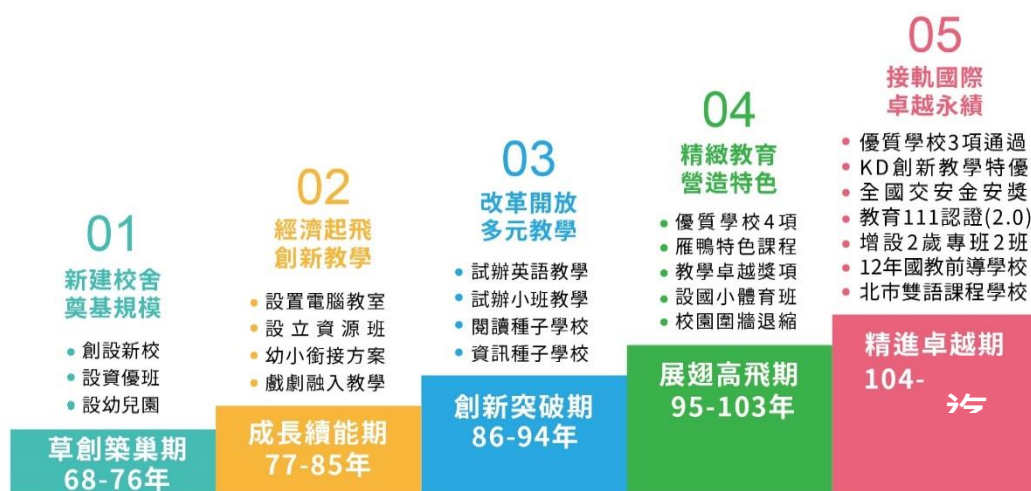 01
新建校舍
奠基規模
創設新校
設資優班
設幼兒園
草創築巢期
68-76年
02
經濟起飛
創新教學
設置電腦教室
設立資源班
幼小銜接方案
戲劇融入教學
成長續能期
77-85年
03
改革開放
多元教學
試辦英語教學
試辦小班教學
閱讀種子學校
資訊種子學校
創新突破期
86-94年
04
精緻教育
營造特色
優質學校4項
雁鴨特色課程
教學卓越獎項
設國小體育班
校園圍牆退縮
展翅高飛期
95-103年
05
接軌國際
卓越永續
優質學校3項通過
KD創新教學特優
全國交安金安獎
教育111認證(2.0)
增設2歲專班2班
12年國教前導學校
北市雙語課程學校
精進卓越期
104-